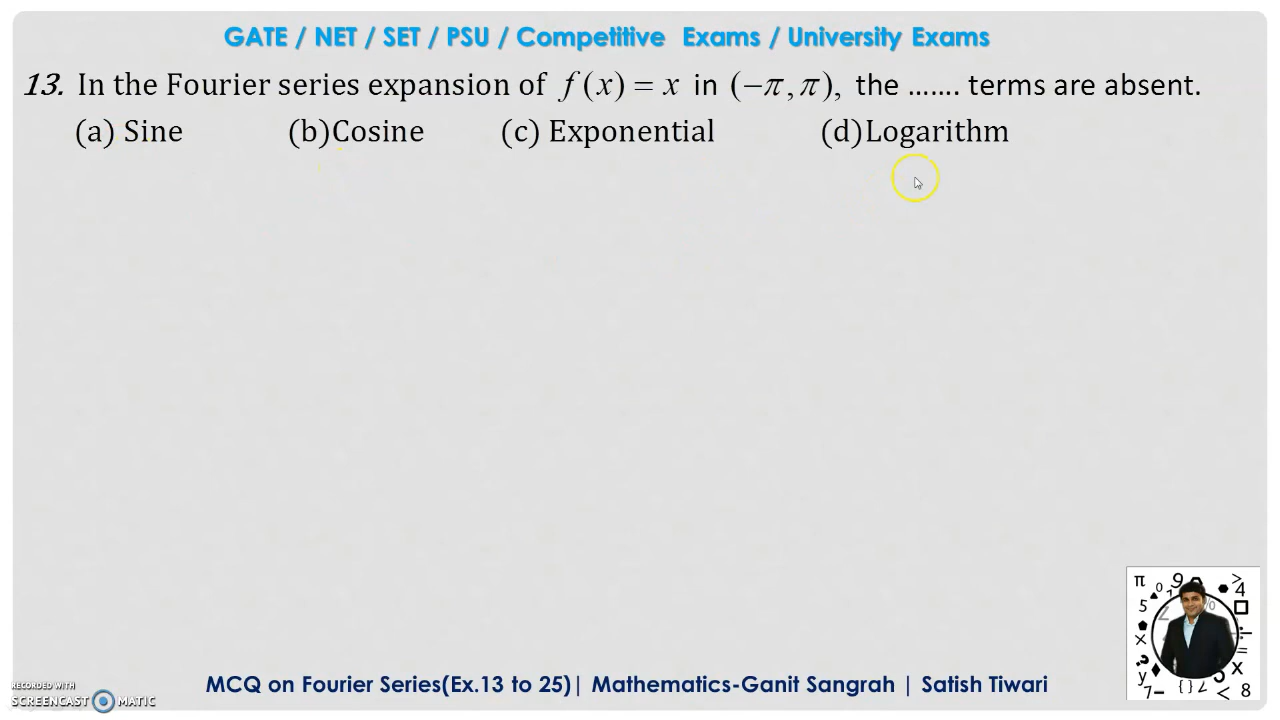 GATE / NET / SET / PSU / Competitive Exams / University Exams
13. In the Fourier series expansion of f(x) = x in (−π, π), the ....... terms are absent.
(a) Sine (b)Cosine (c) Exponential (d)Logarithm
RECORDED WITH
SCREENCAST MATIC
MCQ on Fourier Series(Ex.13 to 25)| Mathematics-Ganit Sangrah | Satish Tiwari